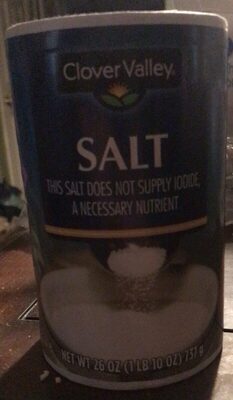 Clover Valley®
SALT
THIS SALT DOES NOT SUPPLY IODIDE,
A NECESSARY NUTRIENT
NET WT 26 OZ (1 LB 10 OZ) 737 g